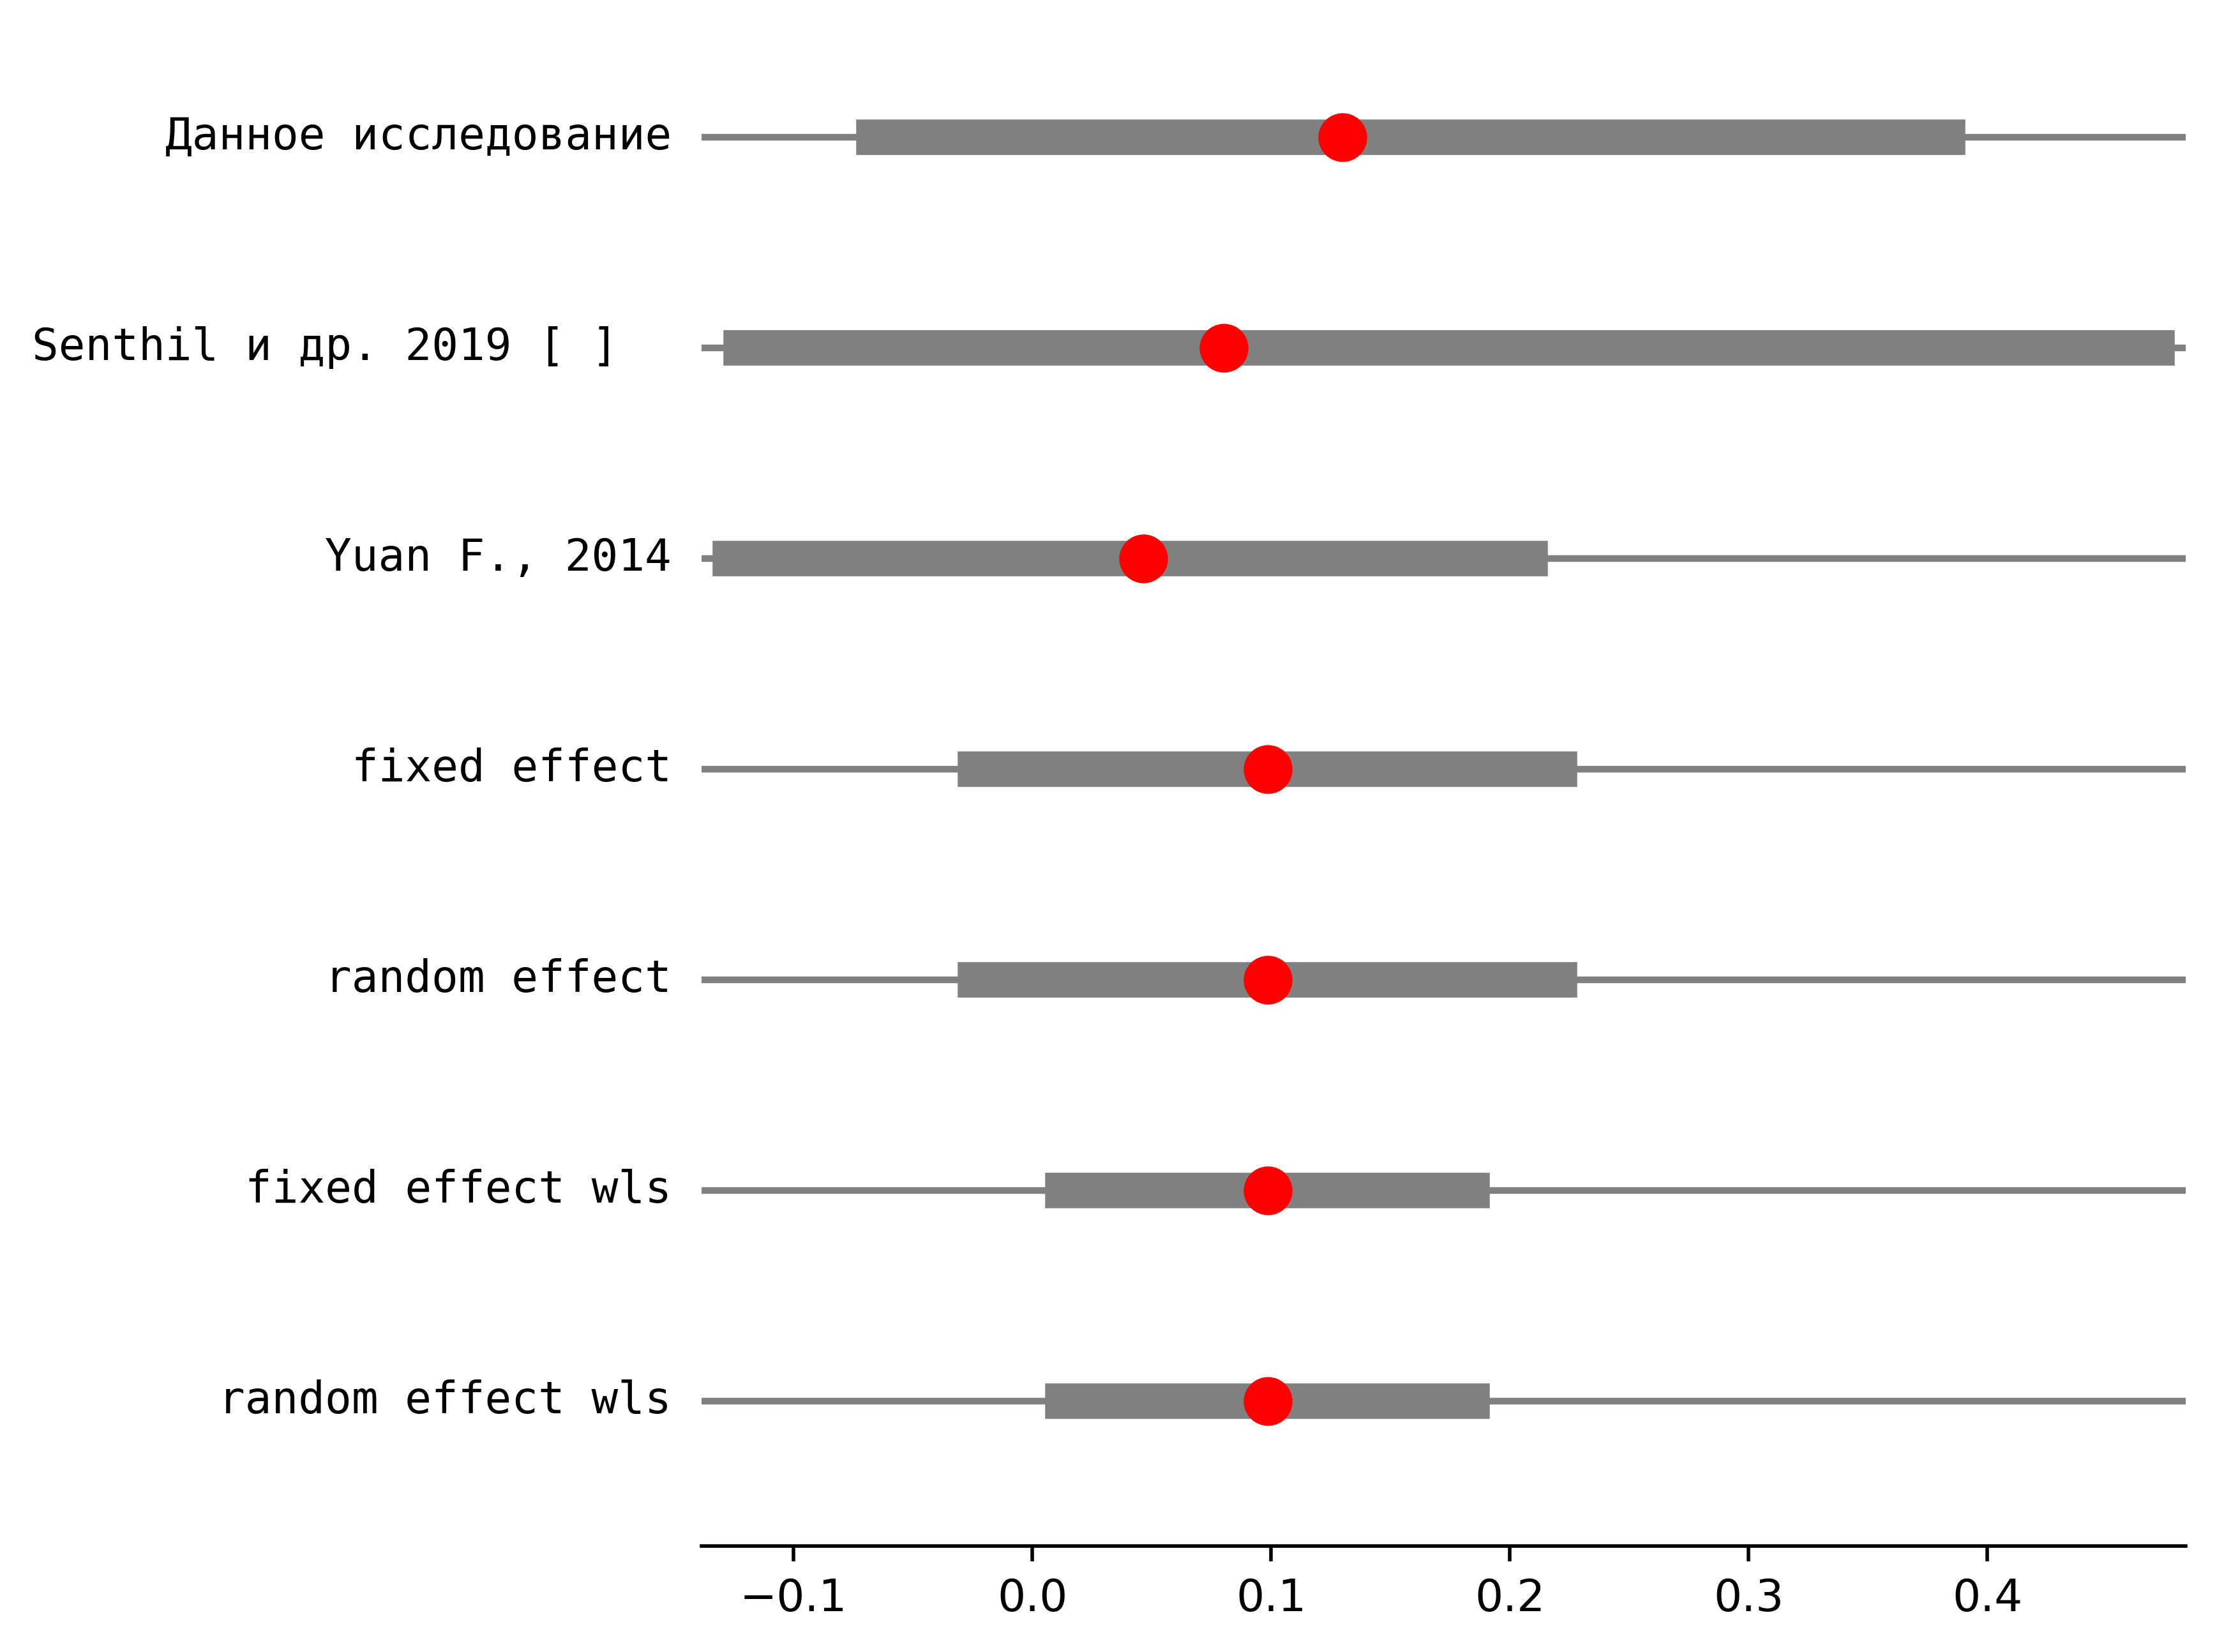 Данное исследование
Senthil и др. 2019 [ ]
Yuan F., 2014
fixed effect
random effect
fixed effect wls
random effect wls
−0.1 0.0 0.1 0.2 0.3 0.4